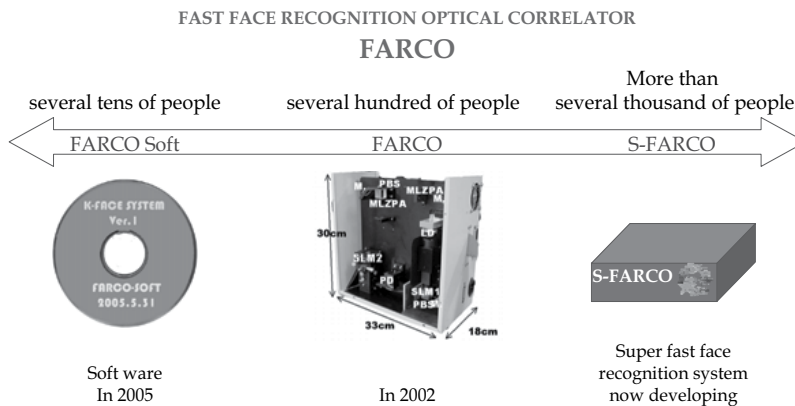 FAST FACE RECOGNITION OPTICAL CORRELATOR
FARCO
several tens of people
several hundred of people
More than
several thousand of people
FARCO Soft
FARCO
S-FARCO
K-FACE SYSTEM
Ver.1
FARCO-SOFT
2005.5.31
M.
PBS
MLZPA
M.
MLZPA
LD
30cm
SLM2
PD
SLM1
PBS
33cm
18cm
S-FARCO
Soft ware
In 2005
In 2002
Super fast face
recognition system
now developing